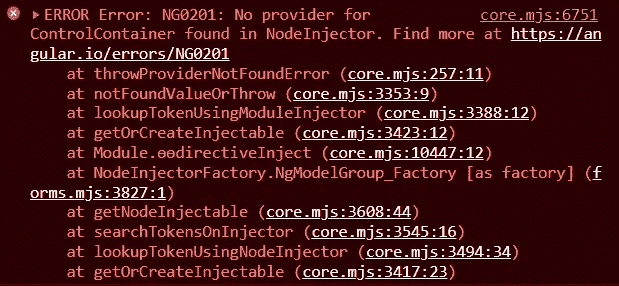 ▶ERROR Error: NG0201: No provider for core.mjs:6751
ControlContainer found in NodeInjector. Find more at https://an
gular.io/errors/NG0201
at throwProviderNotFoundError (core.mjs:257:11)
at notFoundValueOrThrow (core.mjs:3353:9)
at lookupTokenUsingModuleInjector (core.mjs:3388:12)
at getOrCreateInjectable (core.mjs:3423:12)
at Module.ɵɵdirectiveInject (core.mjs:10447:12)
at NodeInjectorFactory.NgModelGroup_Factory [as factory] (f
orms.mjs:3827:1)
at getNodeInjectable (core.mjs:3608:44)
at searchTokensOnInjector (core.mjs:3545:16)
at lookupTokenUsingNodeInjector (core.mjs:3494:34)
at getOrCreateInjectable (core.mjs:3417:23)